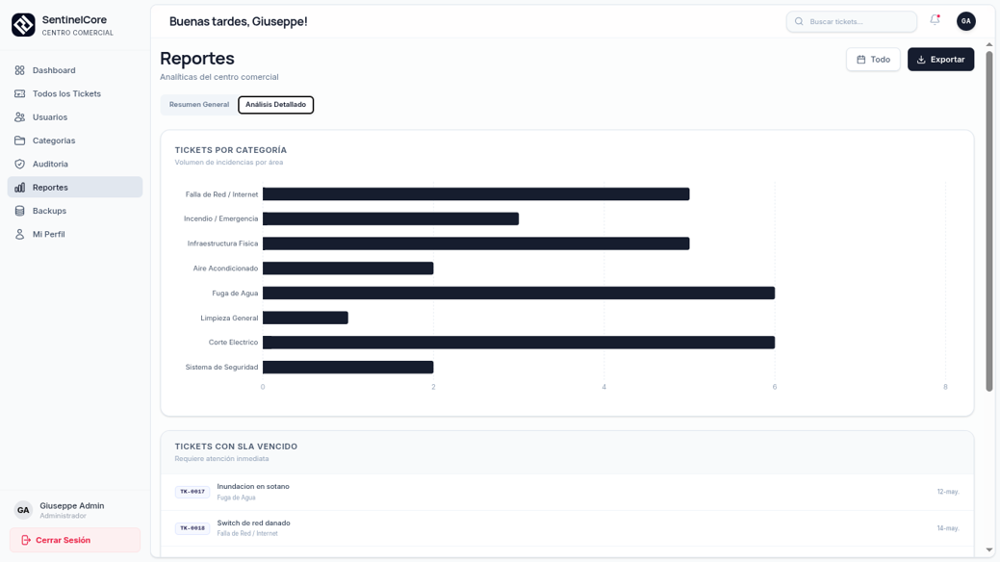 SentinelCore
CENTRO COMERCIAL
Dashboard
Todos los Tickets
Usuarios
Categorias
Auditoria
Reportes
Backups
Mi Perfil
GA
Giuseppe Admin
Administrador
Cerrar Sesión
Buenas tardes, Giuseppe!
Buscar tickets...
GA
Reportes
Analíticas del centro comercial
Todo
Exportar
Resumen General
Análisis Detallado
TICKETS POR CATEGORÍA
Volumen de incidencias por área
Falla de Red / Internet
Incendio / Emergencia
Infraestructura Fisica
Aire Acondicionado
Fuga de Agua
Limpieza General
Corte Electrico
Sistema de Seguridad
0 2 4 6 8
TICKETS CON SLA VENCIDO
Requiere atención inmediata
TK-0017
Inundacion en sotano
Fuga de Agua
12-may.
TK-0018
Switch de red danado
Falla de Red / Internet
14-may.